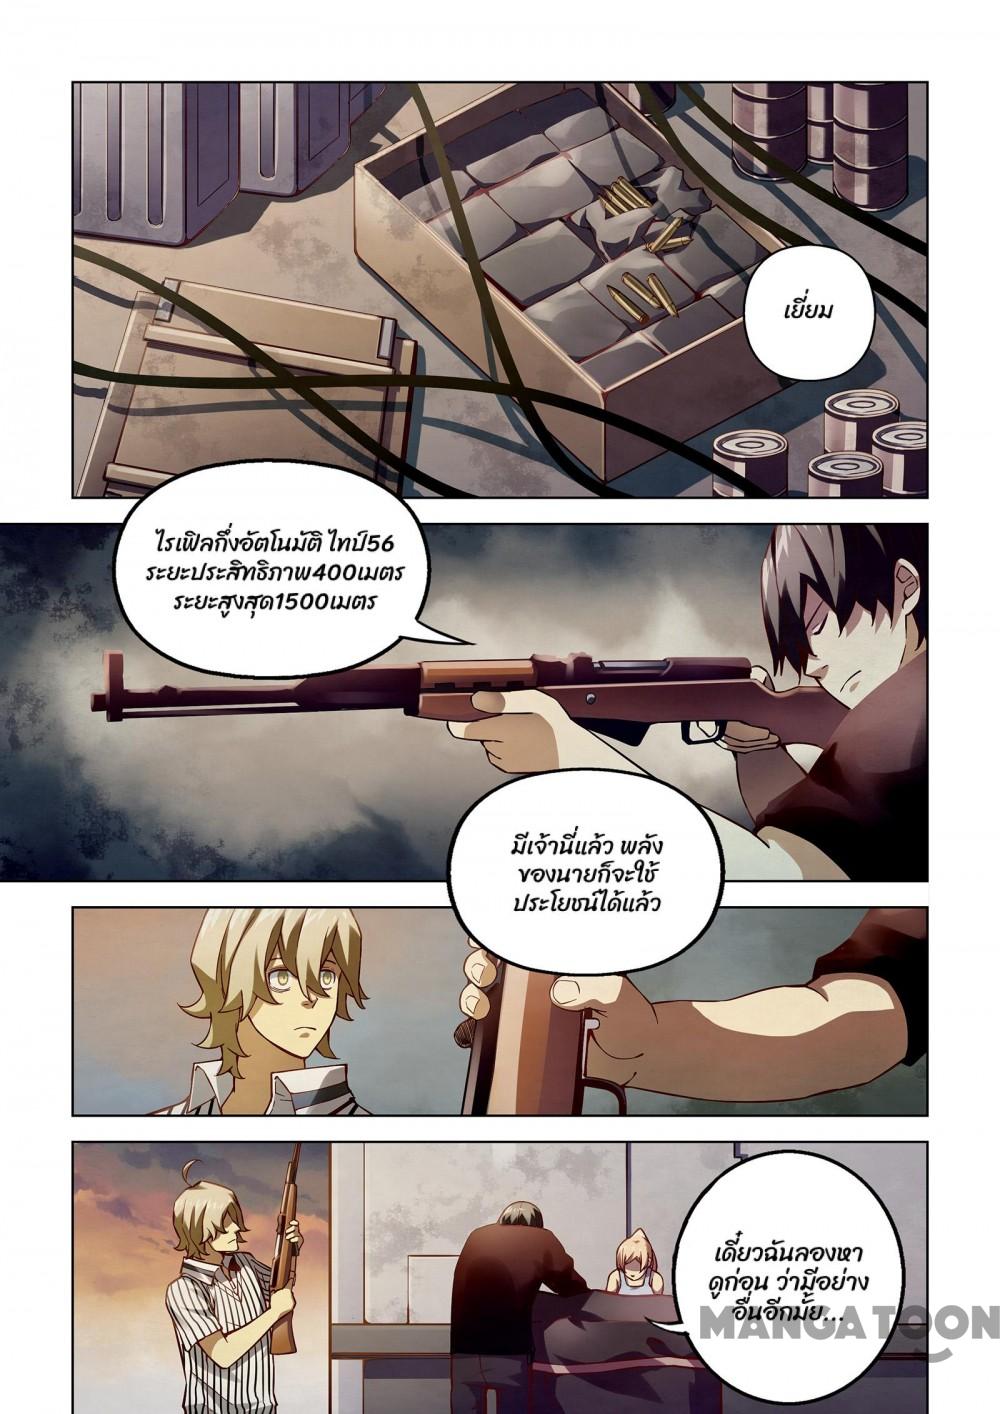 เยี่ยม
ไรเฟิลกึ่งอัตโนมัติ ไทป์56
ระยะประสิทธิภาพ400เมตร
ระยะสูงสุด1500เมตร
มีเจ้านี่แล้ว พลัง
ของนายก็จะใช้
ประโยชน์ได้แล้ว
เดี๋ยวฉันลองหา
ดูก่อน ว่ามีอย่าง
อื่นอีกมั้ย...
MANGATOON